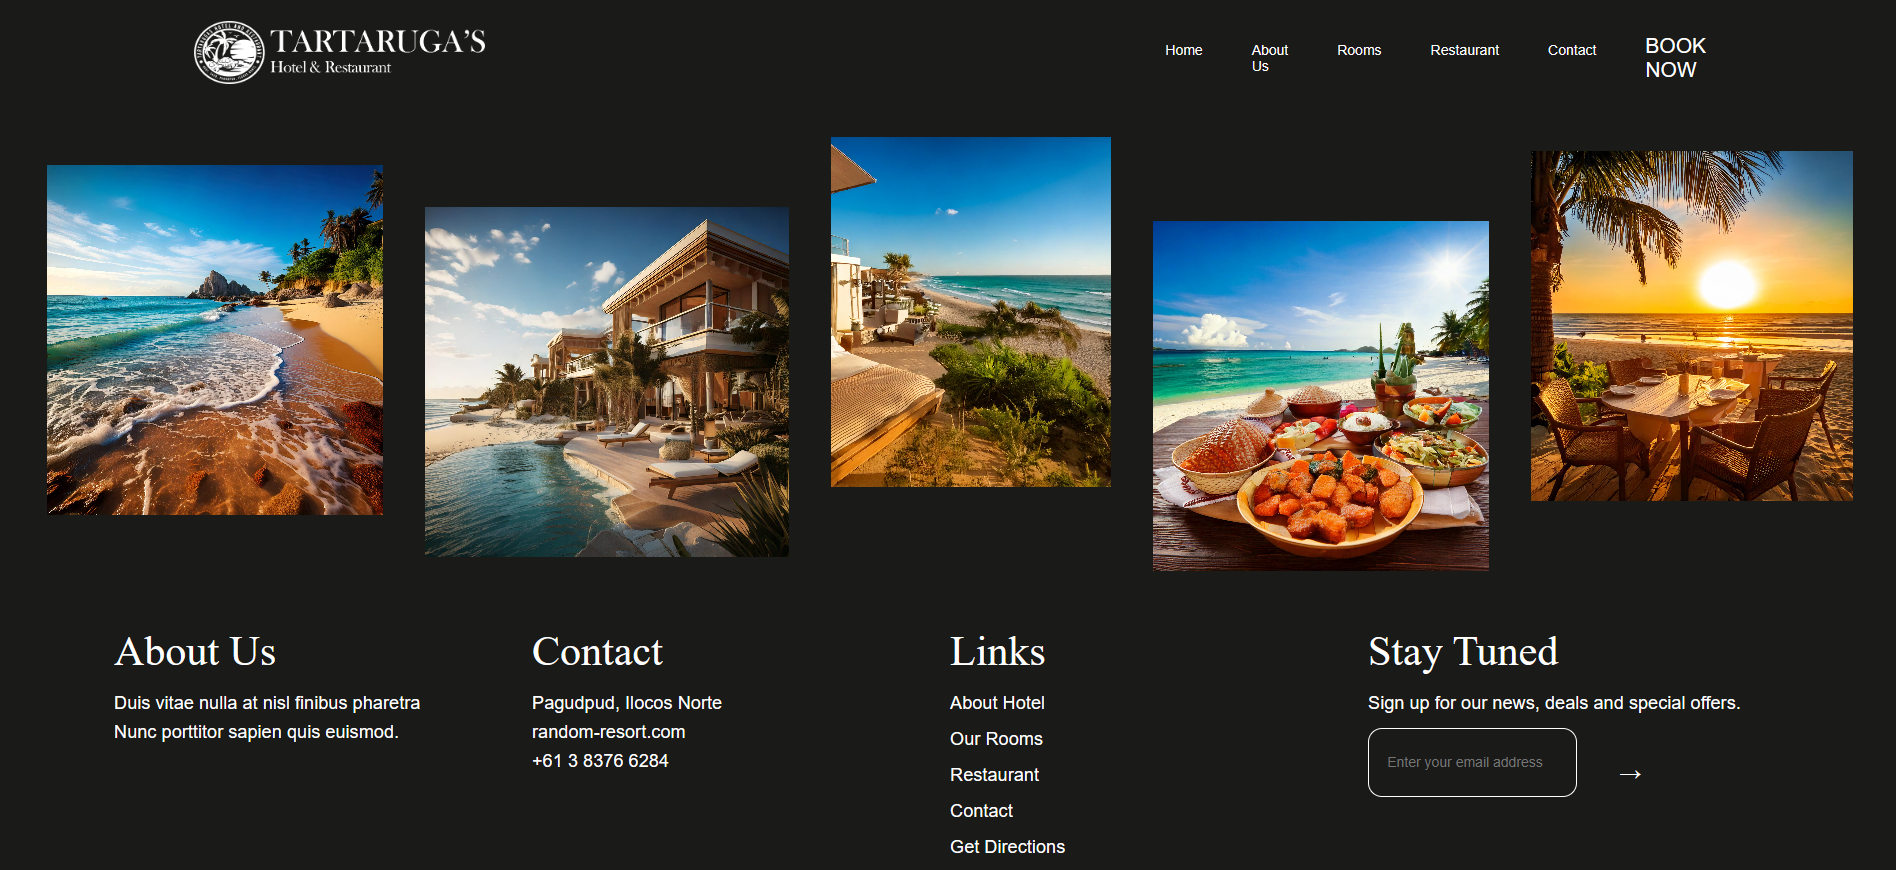 TARTARUGA'S
Hotel & Restaurant
Home
About
Us
Rooms
Restaurant
Contact
BOOK
NOW
About Us
Duis vitae nulla at nisl finibus pharetra
Nunc porttitor sapien quis euismod.
Contact
Pagudpud, Ilocos Norte
random-resort.com
+61 3 8376 6284
Links
About Hotel
Our Rooms
Restaurant
Contact
Get Directions
Stay Tuned
Sign up for our news, deals and special offers.
Enter your email address
→